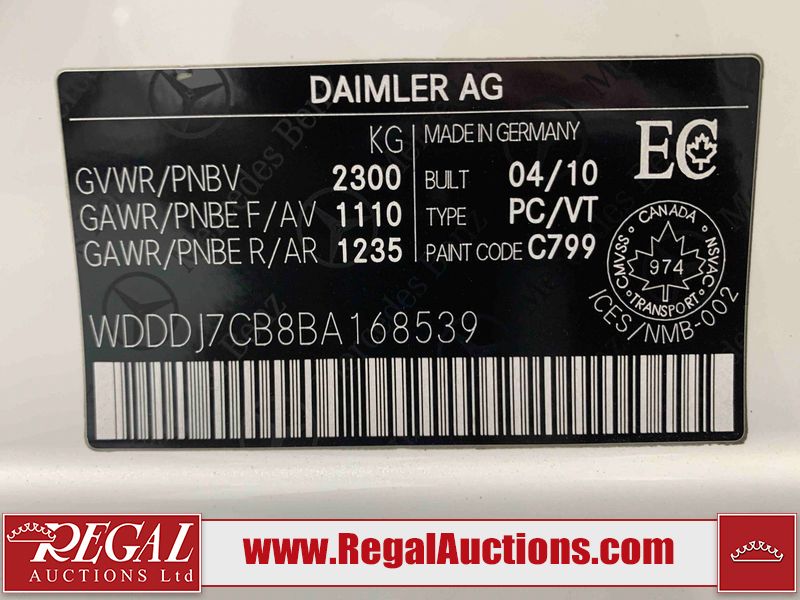 DAIMLER AG
KG
GVWR/PNBV 2300
GAWR/PNBE F/AV 1110
GAWR/PNBE R/AR 1235
MADE IN GERMANY
BUILT 04/10
TYPE PC/VT
PAINT CODE C799
EC
CANADA
CMVSS 974 NSVAC
TRANSPORT
ICES/NMB-002
WDDDJ7CB8BA168539
Mercedes Benz
REGAL
AUCTIONS Ltd
www.RegalAuctions.com